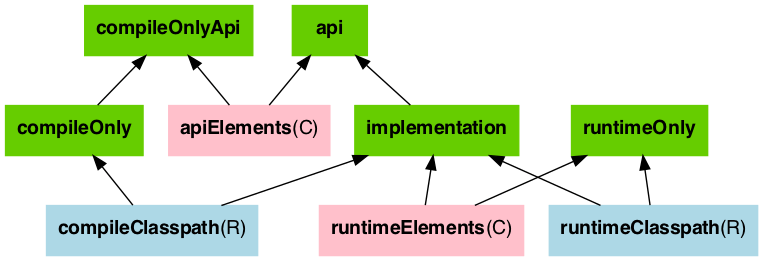 compileOnlyApi
api
compileOnly
apiElements(C)
implementation
runtimeOnly
compileClasspath(R)
runtimeElements(C)
runtimeClasspath(R)